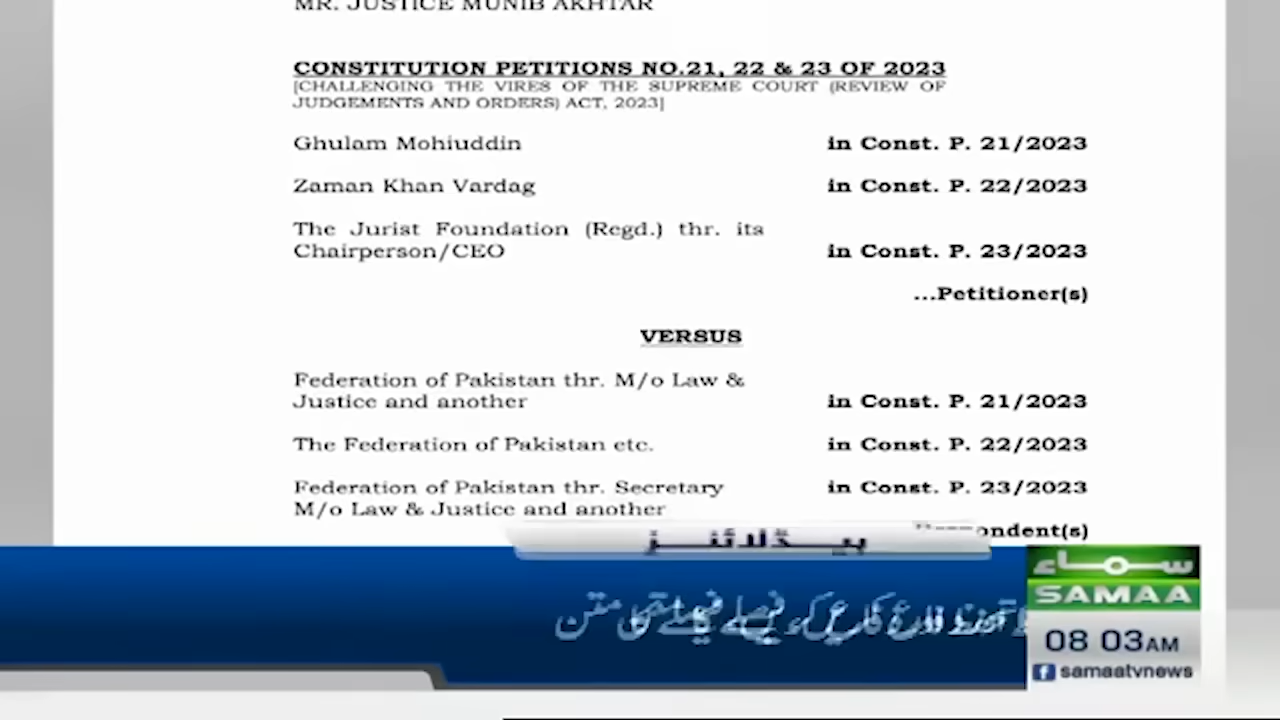 MR. JUSTICE MUNIB AKHTAR
CONSTITUTION PETITIONS NO.21, 22 & 23 OF 2023
[CHALLENGING THE VIRES OF THE SUPREME COURT (REVIEW OF
JUDGEMENTS AND ORDERS) ACT, 2023]
Ghulam Mohiuddin in Const. P. 21/2023
Zaman Khan Vardag in Const. P. 22/2023
The Jurist Foundation (Regd.) thr. its
Chairperson/CEO in Const. P. 23/2023
...Petitioner(s)
VERSUS
Federation of Pakistan thr. M/o Law &
Justice and another in Const. P. 21/2023
The Federation of Pakistan etc. in Const. P. 22/2023
Federation of Pakistan thr. Secretary in Const. P. 23/2023
M/o Law & Justice and another
ہیڈلائنز
متن
سماء
SAMAA
08 03AM
samaatvnews